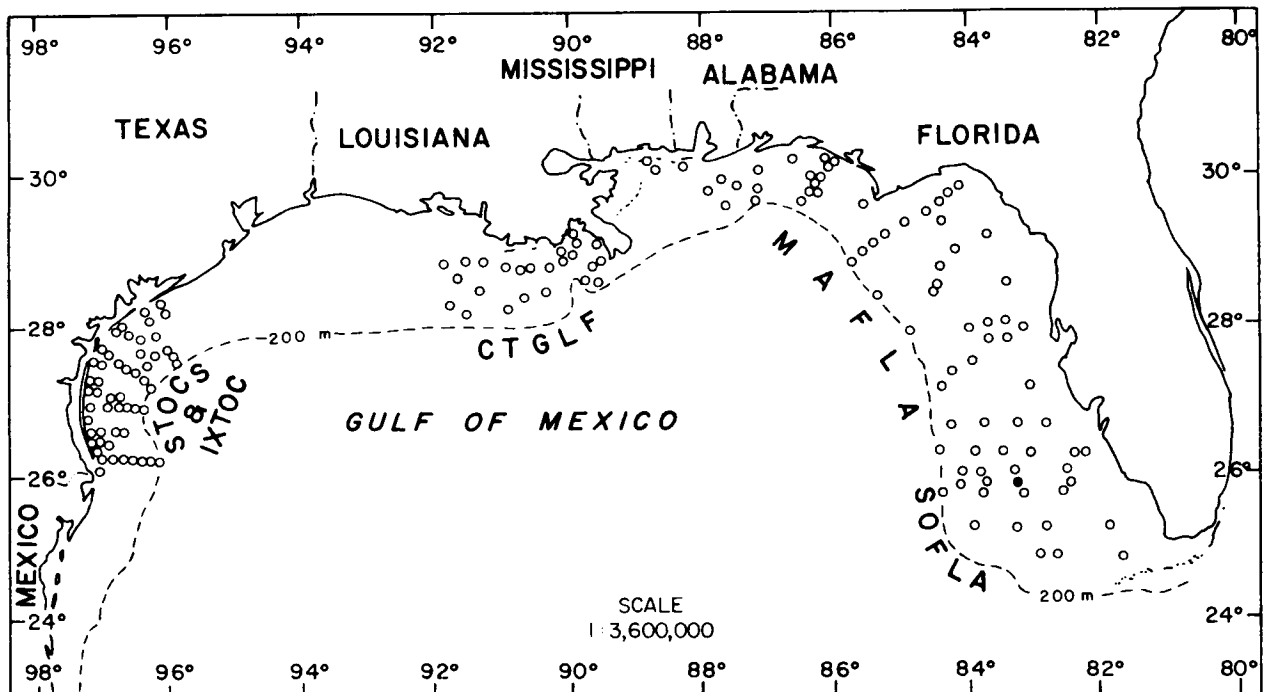 98° 96° 94° 92° 90° 88° 86° 84° 82° 80°
MISSISSIPPI ALABAMA
TEXAS LOUISIANA FLORIDA
30° 30°
28° 200 m 28°
CTGLF
MAFLA
STOCS
&
IXTOC
GULF OF MEXICO
26° 26°
SOFLA
MEXICO
200 m
SCALE
1:3,600,000
24° 24°
98° 96° 94° 92° 90° 88° 86° 84° 82° 80°